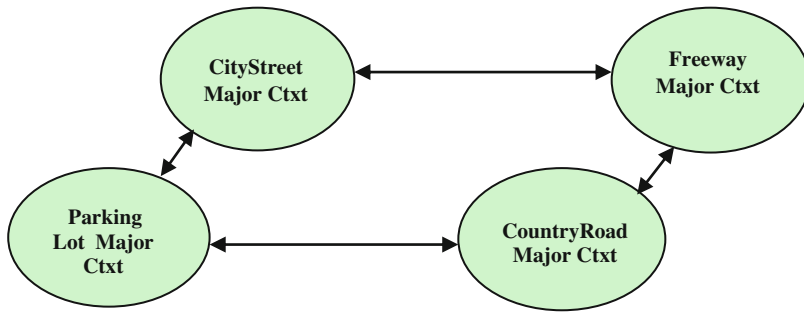 CityStreet
Major Ctxt
Freeway
Major Ctxt
Parking
Lot Major
Ctxt
CountryRoad
Major Ctxt